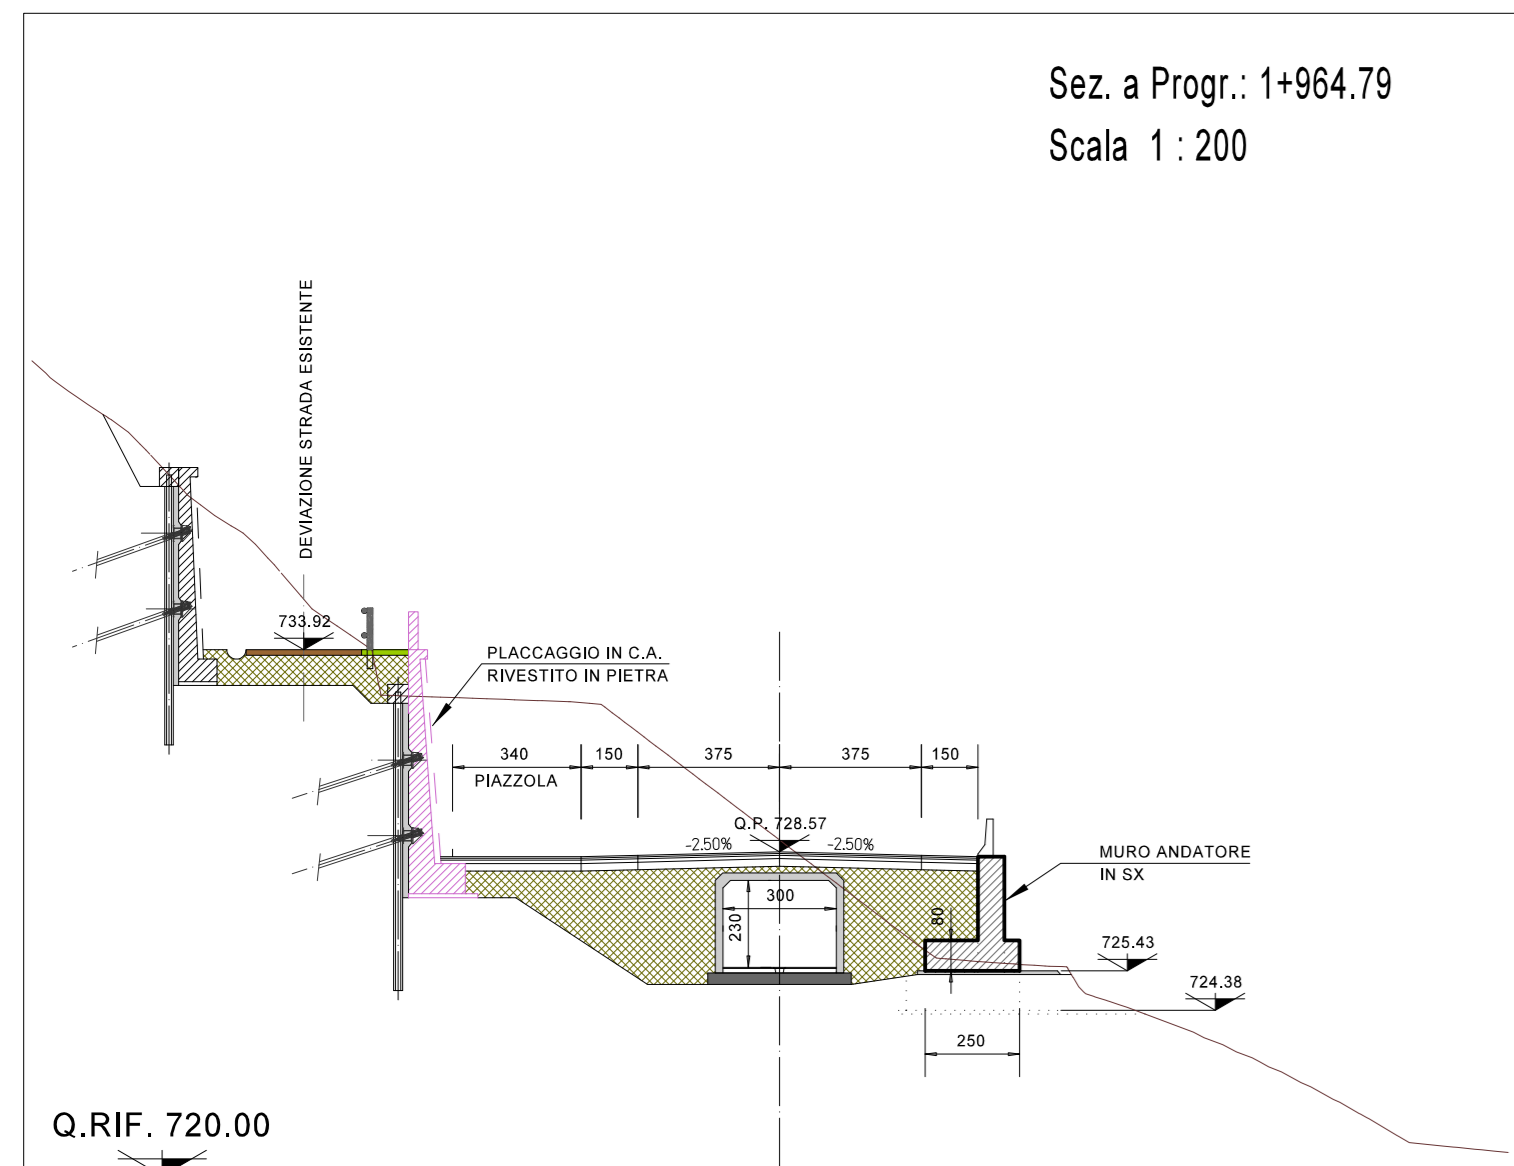 Sez. a Progr.: 1+964.79
Scala 1 : 200
DEVIAZIONE STRADA ESISTENTE
733.92
PLACCAGGIO IN C.A.
RIVESTITO IN PIETRA
340
150
375
375
150
PIAZZOLA
Q.P. 728.57
-2.50%
-2.50%
MURO ANDATORE
IN SX
300
230
80
725.43
724.38
250
Q.RIF. 720.00